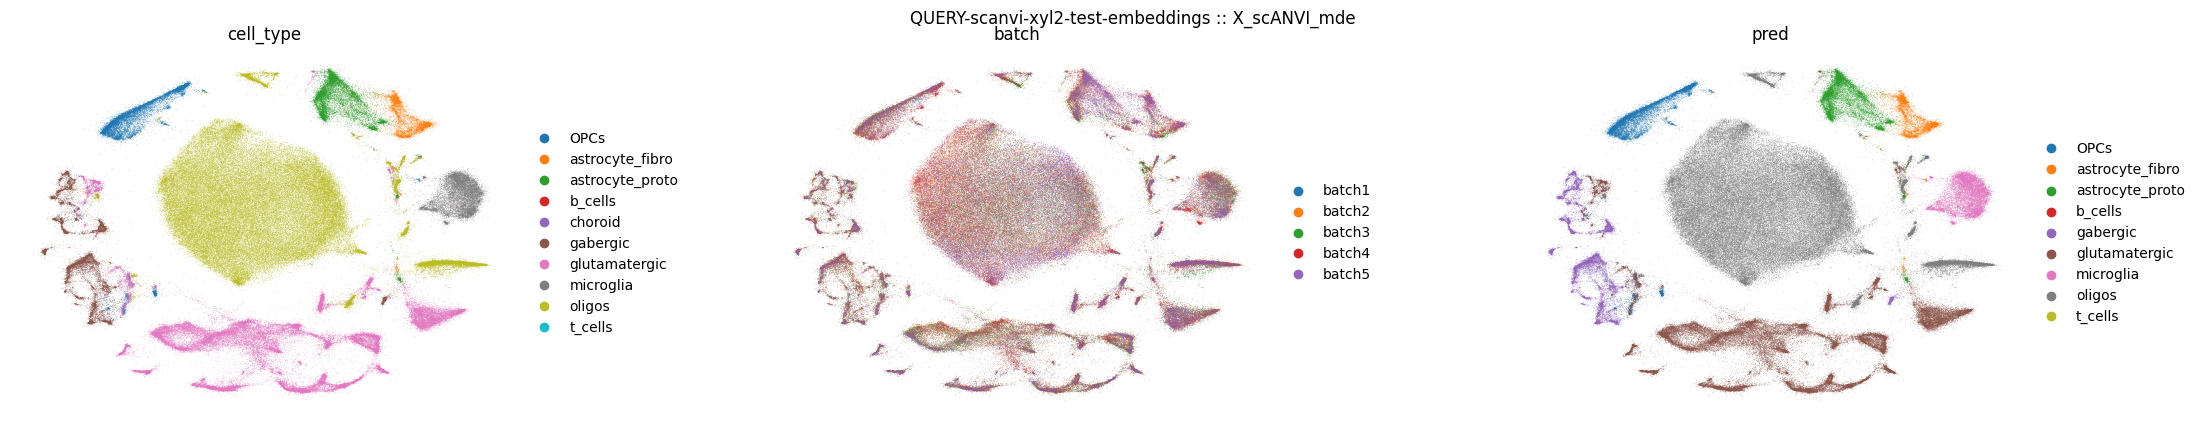 QUERY-scanvi-xyl2-test-embeddings :: X_scANVI_mde
cell_type
OPCs
astrocyte_fibro
astrocyte_proto
b_cells
choroid
gabergic
glutamatergic
microglia
oligos
t_cells
batch
batch1
batch2
batch3
batch4
batch5
pred
OPCs
astrocyte_fibro
astrocyte_proto
b_cells
gabergic
glutamatergic
microglia
oligos
t_cells